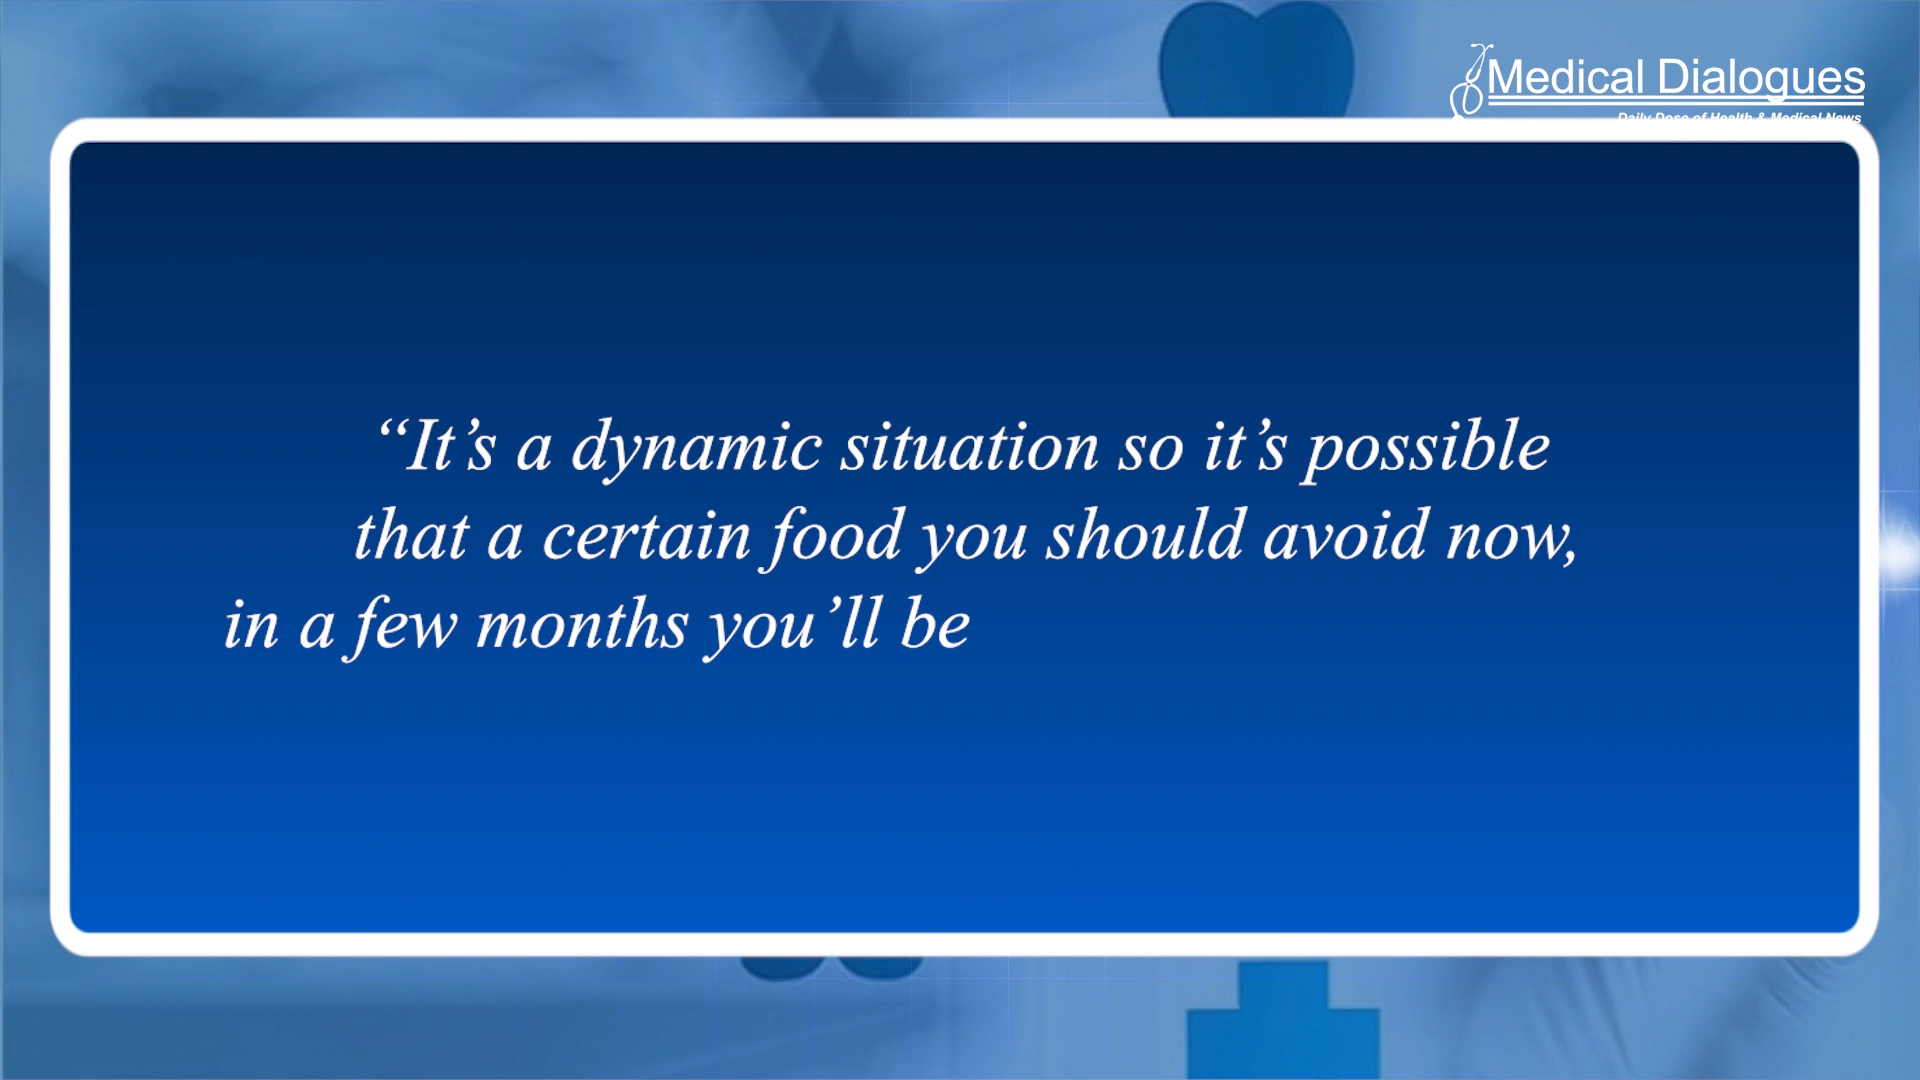 Medical Dialogues
Daily Dose of Health & Medical News
“It’s a dynamic situation so it’s possible
that a certain food you should avoid now,
in a few months you’ll be